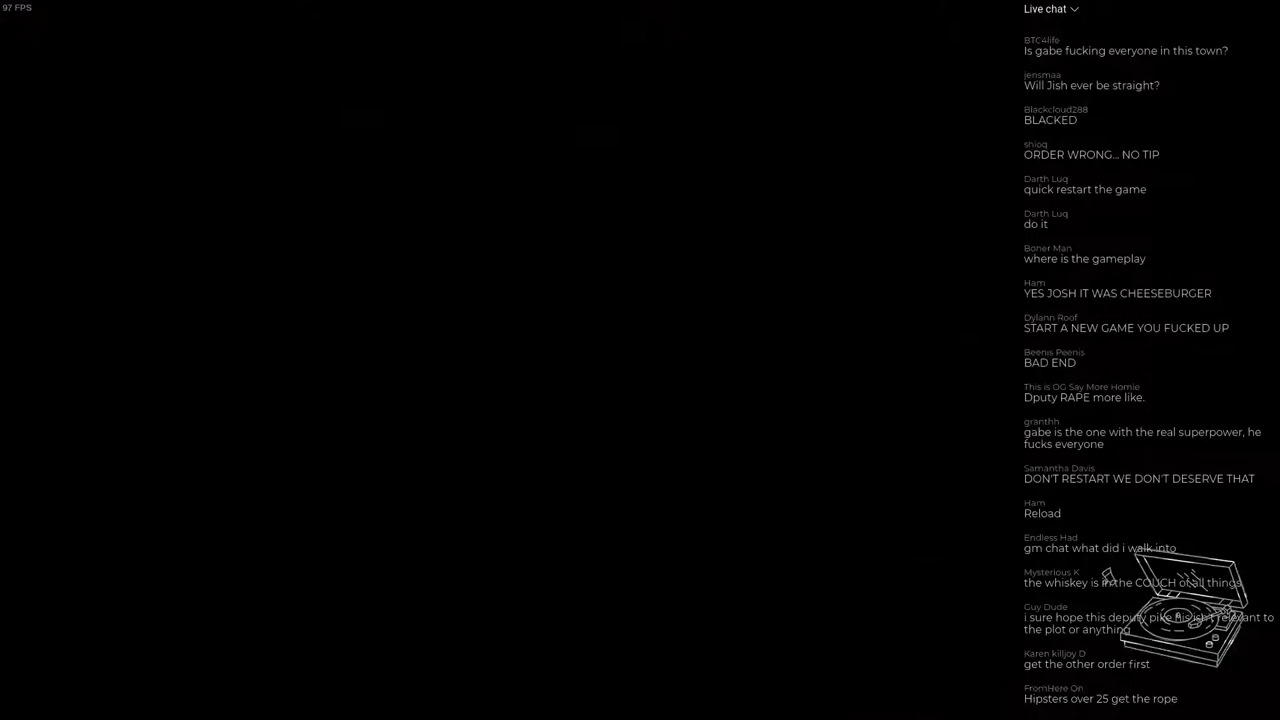 97 FPS
Live chat
BTC4life
Is gabe fucking everyone in this town?
jensmaa
Will Jish ever be straight?
Blackcloud288
BLACKED
shioq
ORDER WRONG... NO TIP
Darth Luq
quick restart the game
Darth Luq
do it
Boner Man
where is the gameplay
Ham
YES JOSH IT WAS CHEESEBURGER
Dylann Roof
START A NEW GAME YOU FUCKED UP
Beenis Peenis
BAD END
This is OG Say More Homie
Dputy RAPE more like.
granthh
gabe is the one with the real superpower, he
fucks everyone
Samantha Davis
DON'T RESTART WE DON'T DESERVE THAT
Ham
Reload
Endless Had
gm chat what did i walk into
Mysterious K
the whiskey is in the COUCH of all things
Guy Dude
i sure hope this deputy pike his isn't relevant to
the plot or anything
Karen killjoy D
get the other order first
FromHere On
Hipsters over 25 get the rope